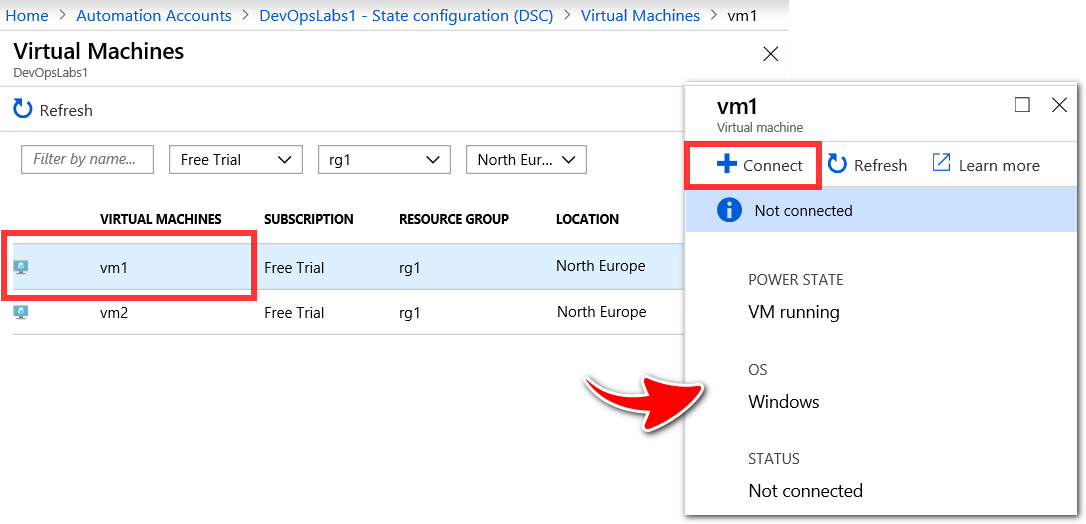 Home > Automation Accounts > DevOpsLabs1 - State configuration (DSC) > Virtual Machines > vm1
Virtual Machines
DevOpsLabs1
Refresh
Filter by name... Free Trial rg1 North Eur...
VIRTUAL MACHINES SUBSCRIPTION RESOURCE GROUP LOCATION
vm1 Free Trial rg1 North Europe
vm2 Free Trial rg1 North Europe
vm1
Virtual machine
Connect Refresh Learn more
Not connected
POWER STATE
VM running
OS
Windows
STATUS
Not connected